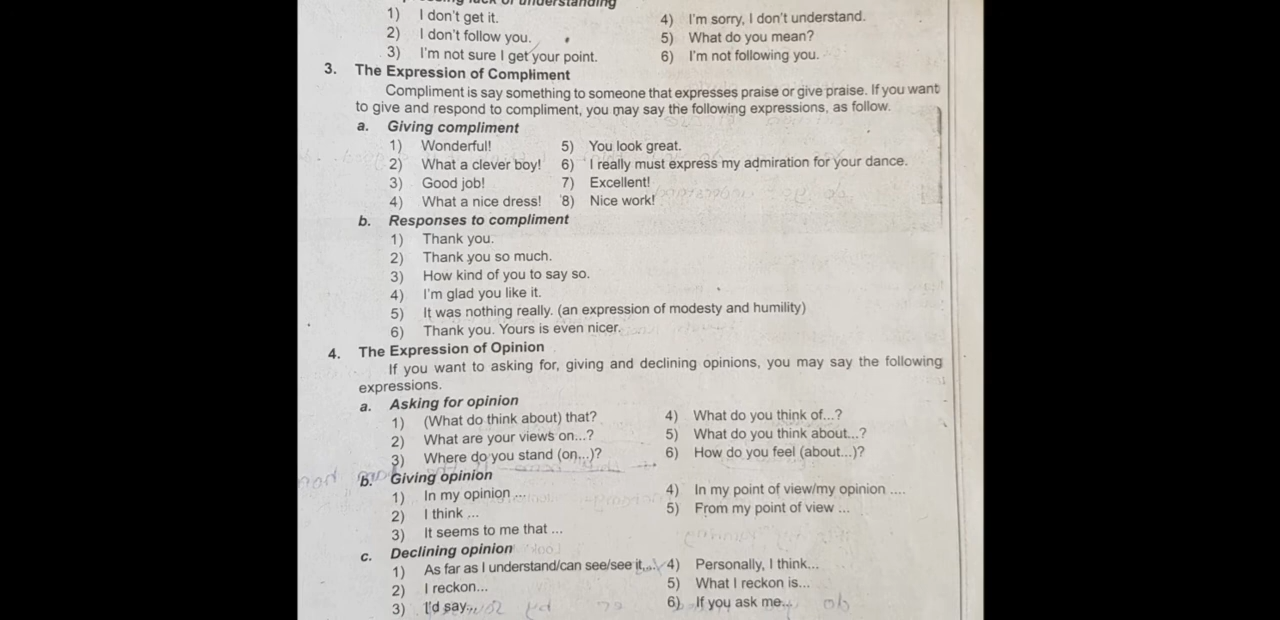 understanding
1) I don't get it.
2) I don't follow you.
3) I'm not sure I get your point.
4) I'm sorry, I don't understand.
5) What do you mean?
6) I'm not following you.
3. The Expression of Compliment
Compliment is say something to someone that expresses praise or give praise. If you want
to give and respond to compliment, you may say the following expressions, as follow.
a. Giving compliment
1) Wonderful!
2) What a clever boy!
3) Good job!
4) What a nice dress!
5) You look great.
6) I really must express my admiration for your dance.
7) Excellent!
8) Nice work!
b. Responses to compliment
1) Thank you.
2) Thank you so much.
3) How kind of you to say so.
4) I'm glad you like it.
5) It was nothing really. (an expression of modesty and humility)
6) Thank you. Yours is even nicer.
4. The Expression of Opinion
If you want to asking for, giving and declining opinions, you may say the following
expressions.
a. Asking for opinion
1) (What do think about) that?
2) What are your views on...?
3) Where do you stand (on...)?
4) What do you think of...?
5) What do you think about...?
6) How do you feel (about...)?
b. Giving opinion
1) In my opinion ...
2) I think ...
3) It seems to me that ...
4) In my point of view/my opinion ....
5) From my point of view ...
c. Declining opinion
1) As far as I understand/can see/see it,...
2) I reckon...
3) I'd say...
4) Personally, I think...
5) What I reckon is...
6) If you ask me...